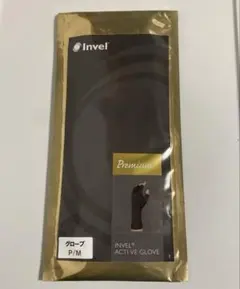 Invel®
Premium
INVEL®
ACTIVE GLOVE
グローブ
P/M